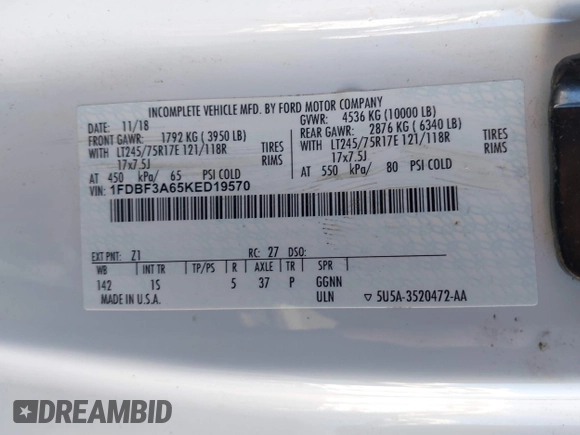 INCOMPLETE VEHICLE MFD. BY FORD MOTOR COMPANY
DATE: 11/18 GVWR: 4536 KG (10000 LB)
FRONT GAWR: 1792 KG ( 3950 LB) REAR GAWR: 2876 KG ( 6340 LB)
WITH LT245/75R17E 121/118R TIRES WITH LT245/75R17E 121/118R TIRES
17x7.5J RIMS 17x7.5J RIMS
AT 450 kPa/ 65 PSI COLD AT 550 kPa/ 80 PSI COLD
VIN: 1FDBF3A65KED19570
EXT PNT: Z1 RC: 27 DSO:
WB INT TR TP/PS R AXLE TR SPR
142 1S 5 37 P GGNN
MADE IN U.S.A. ULN ▽ 5U5A-3520472-AA
DREAMBID